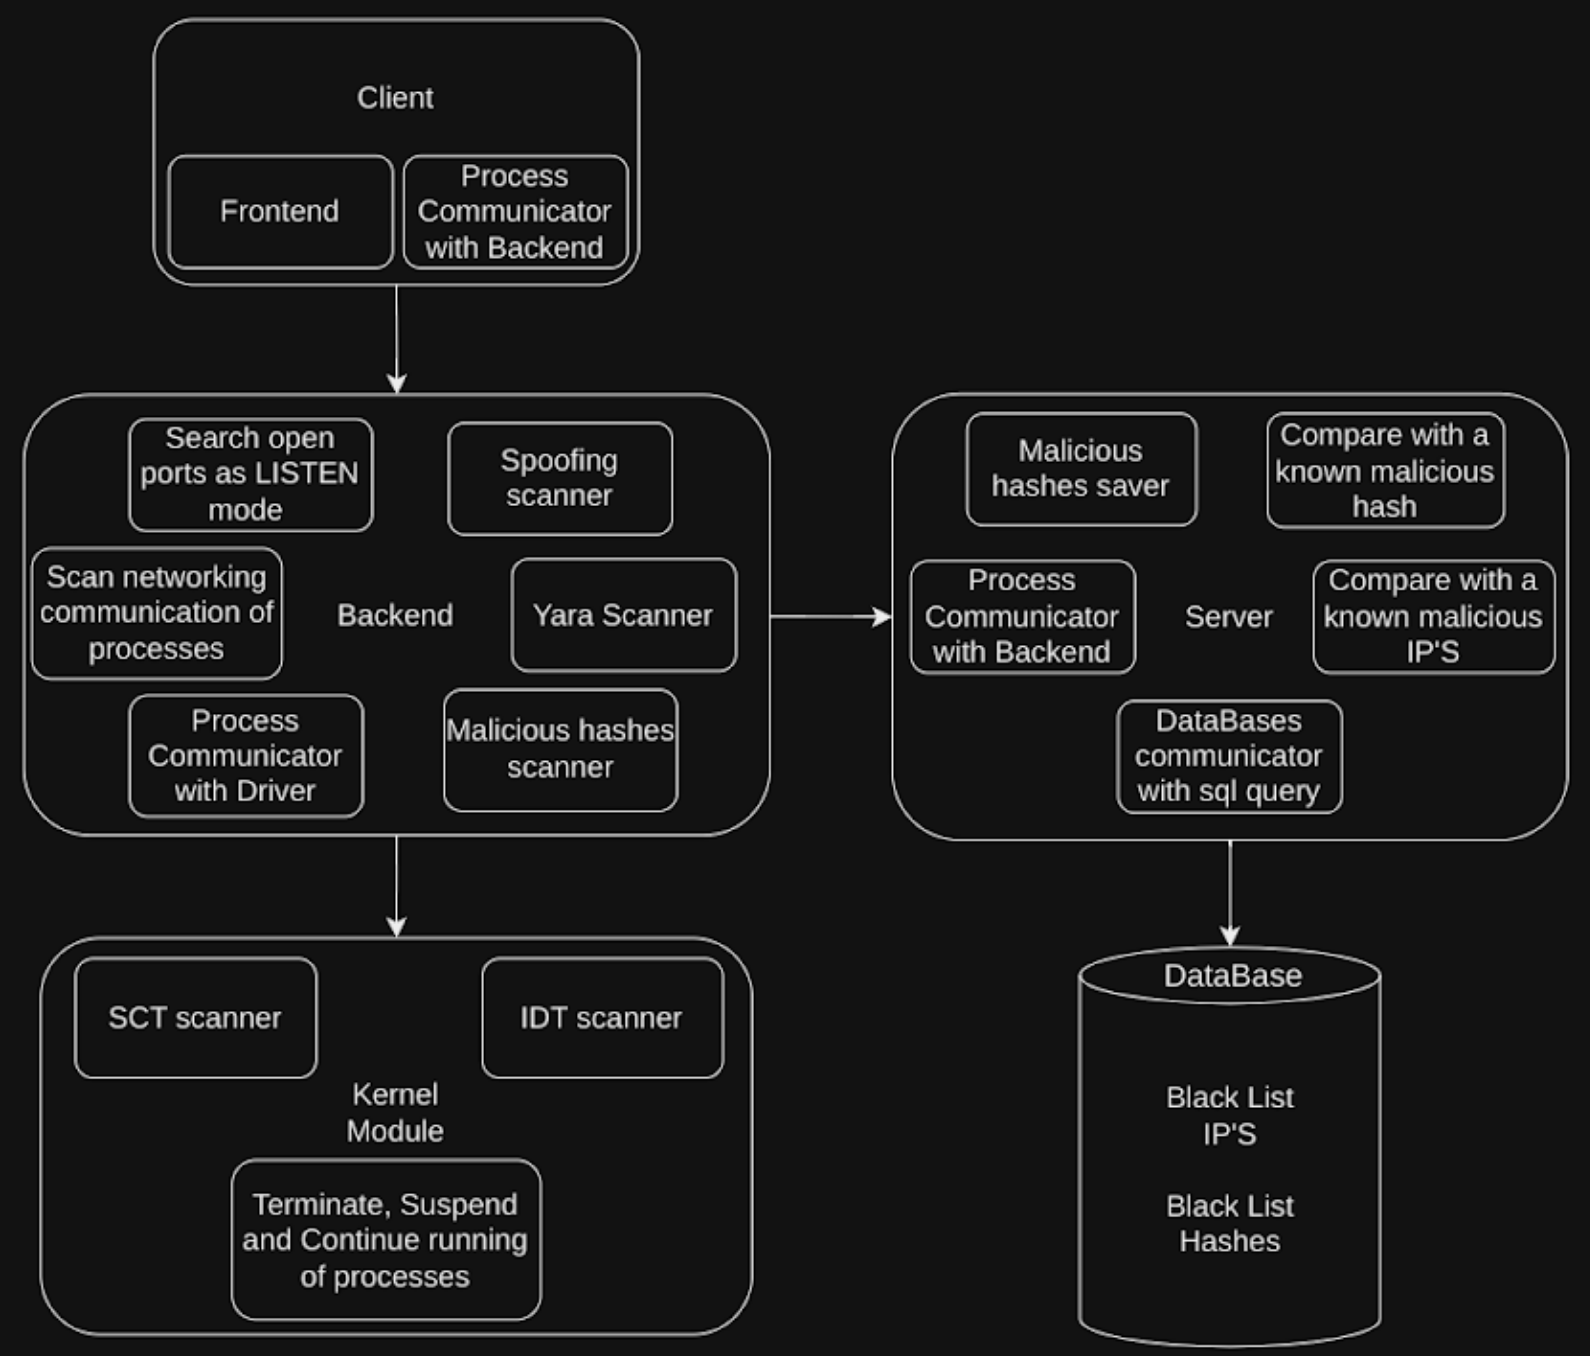 Client
Frontend
Process
Communicator
with Backend
Search open
ports as LISTEN
mode
Spoofing
scanner
Scan networking
communication of
processes
Backend
Yara Scanner
Process
Communicator
with Driver
Malicious hashes
scanner
Malicious
hashes saver
Compare with a
known malicious
hash
Process
Communicator
with Backend
Server
Compare with a
known malicious
IP'S
DataBases
communicator
with sql query
SCT scanner
IDT scanner
Kernel
Module
Terminate, Suspend
and Continue running
of processes
DataBase
Black List
IP'S
Black List
Hashes